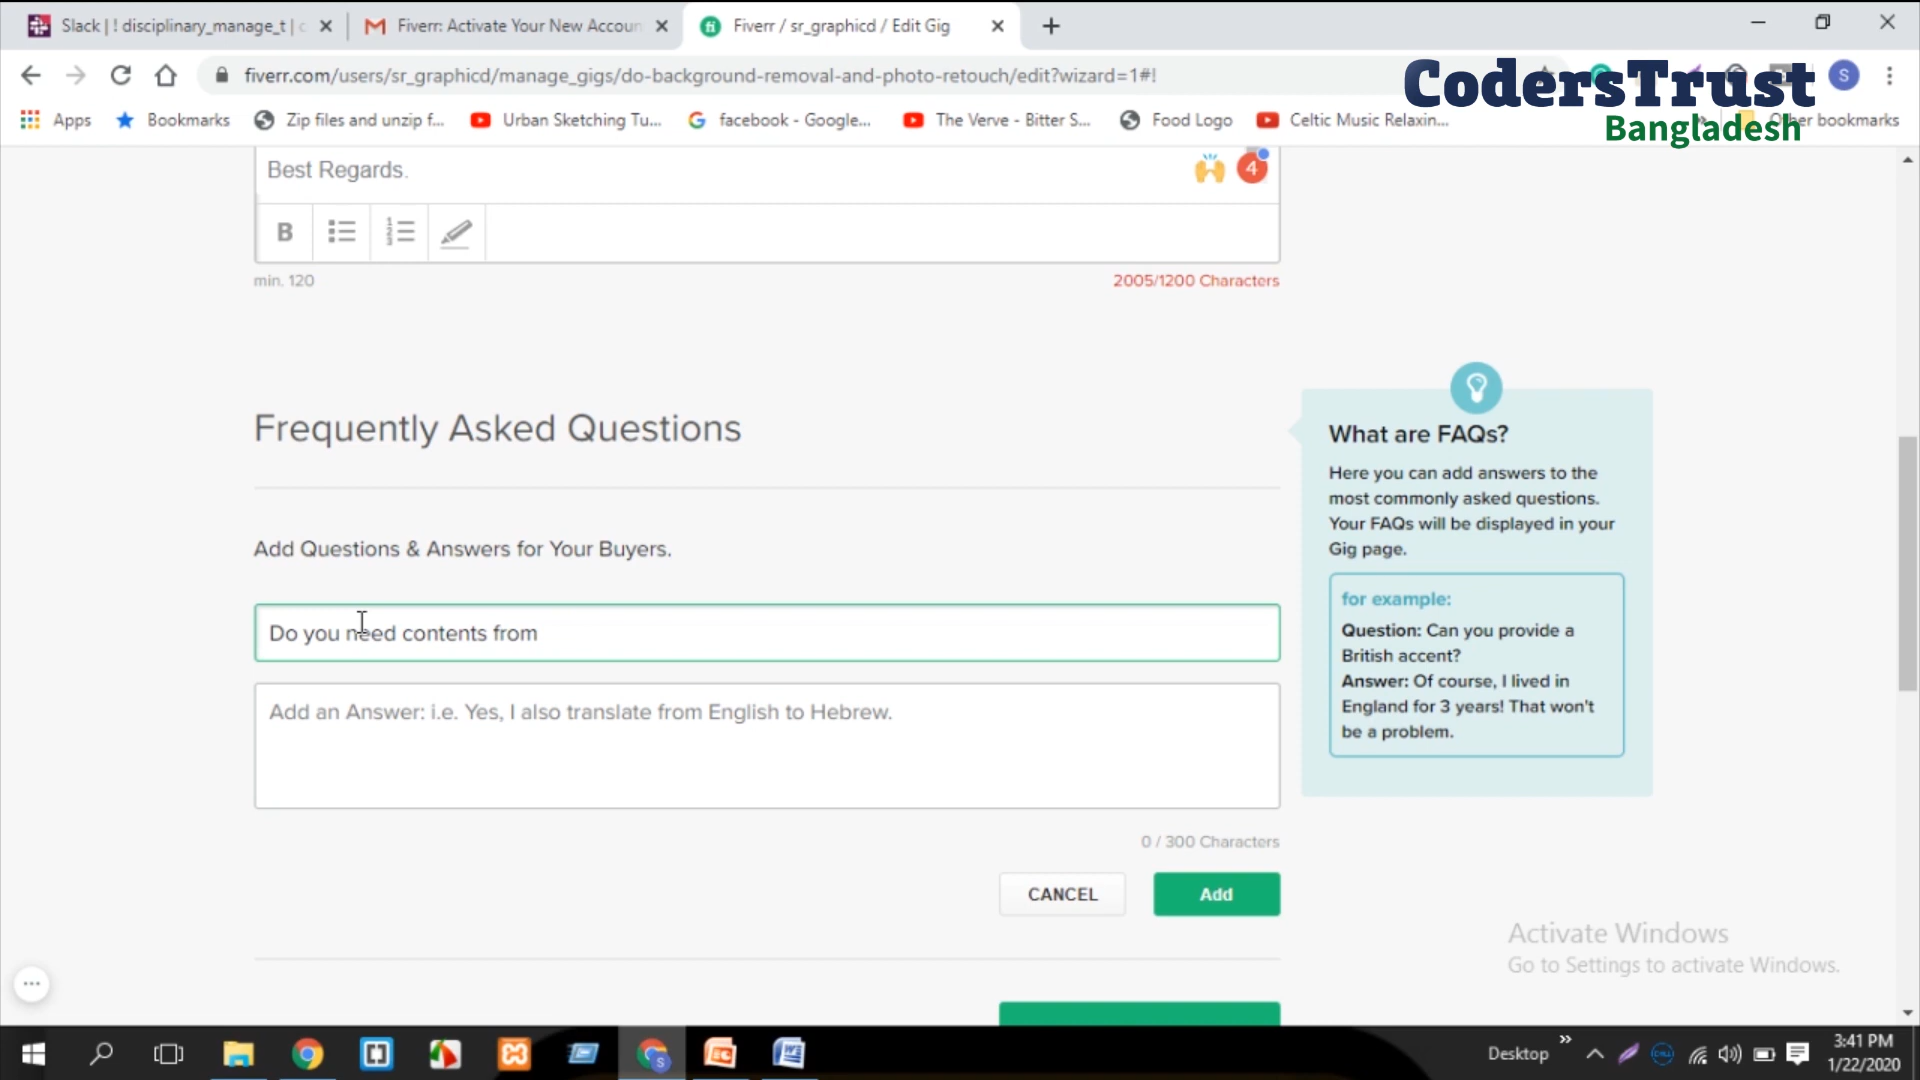 Slack | ! disciplinary_manage_t | c
Fiverr: Activate Your New Accoun
Fiverr / sr_graphicd / Edit Gig
fiverr.com/users/sr_graphicd/manage_gigs/do-background-removal-and-photo-retouch/edit?wizard=1#!
S
CodersTrust
Bangladesh
Apps
Bookmarks
Zip files and unzip f...
Urban Sketching Tu...
facebook - Google...
The Verve - Bitter S...
Food Logo
Celtic Music Relaxin...
Other bookmarks
Best Regards.
4
B
min. 120
2005/1200 Characters
Frequently Asked Questions
Add Questions & Answers for Your Buyers.
Do you need contents from
Add an Answer: i.e. Yes, I also translate from English to Hebrew.
0 / 300 Characters
CANCEL
Add
What are FAQs?
Here you can add answers to the
most commonly asked questions.
Your FAQs will be displayed in your
Gig page.
for example:
Question: Can you provide a
British accent?
Answer: Of course, I lived in
England for 3 years! That won't
be a problem.
Activate Windows
Go to Settings to activate Windows.
Desktop
3:41 PM
1/22/2020